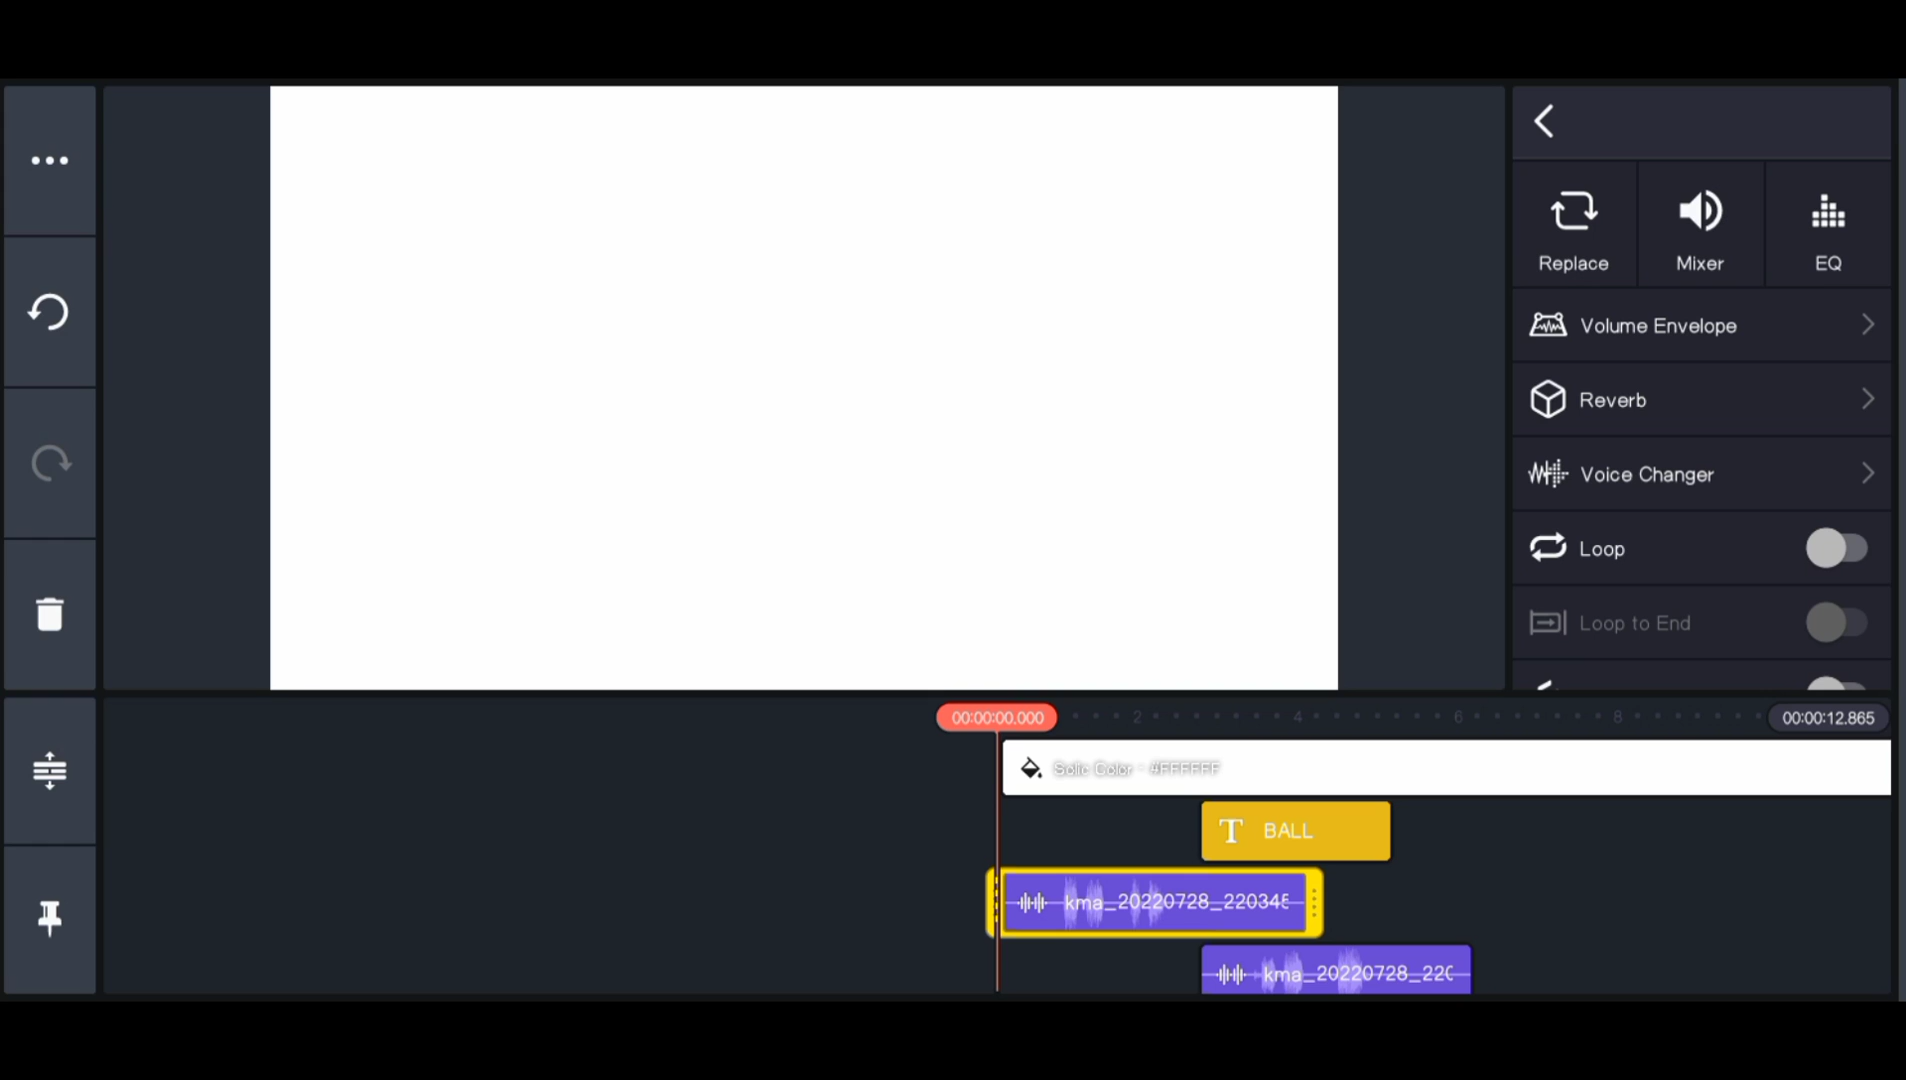 Replace
Mixer
EQ
Volume Envelope
Reverb
Voice Changer
Loop
Loop to End
00:00:00.000
2
4
6
8
00:00:12.865
Solid Color - #FFFFFF
T BALL
kma_20220728_220345
kma_20220728_220